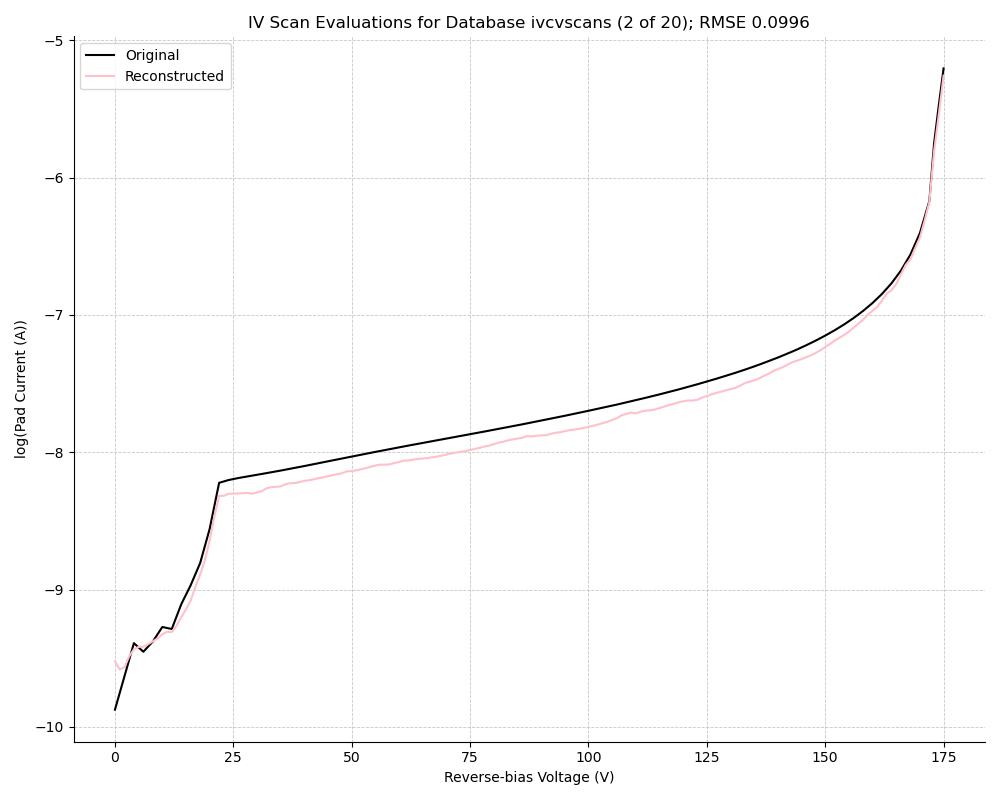 IV Scan Evaluations for Database ivcvscans (2 of 20); RMSE 0.0996
Original
Reconstructed
log(Pad Current (A))
−5
−6
−7
−8
−9
−10
0
25
50
75
100
125
150
175
Reverse-bias Voltage (V)